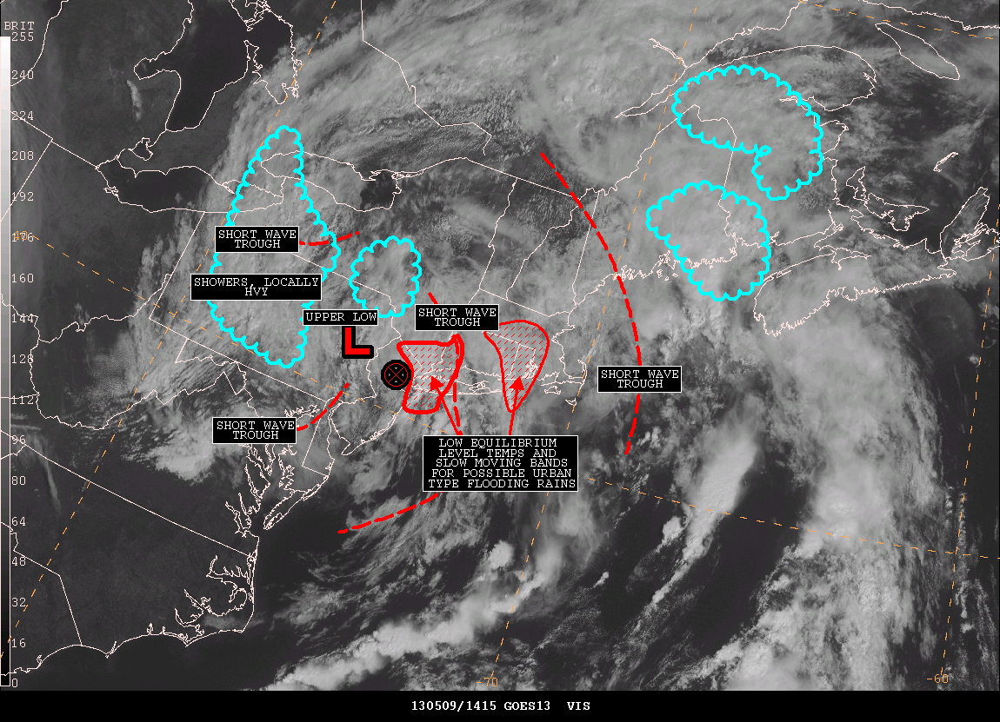 BRIT
255
240
224
208
192
176
160
144
128
112
96
80
64
48
32
16
0
SHORT WAVE
TROUGH
SHOWERS, LOCALLY
HVY
UPPER LOW
SHORT WAVE
TROUGH
SHORT WAVE
TROUGH
SHORT WAVE
TROUGH
LOW EQUILIBRIUM
LEVEL TEMPS AND
SLOW MOVING BANDS
FOR POSSIBLE URBAN
TYPE FLOODING RAINS
L
-70
-60
130509/1415 GOES13 VIS